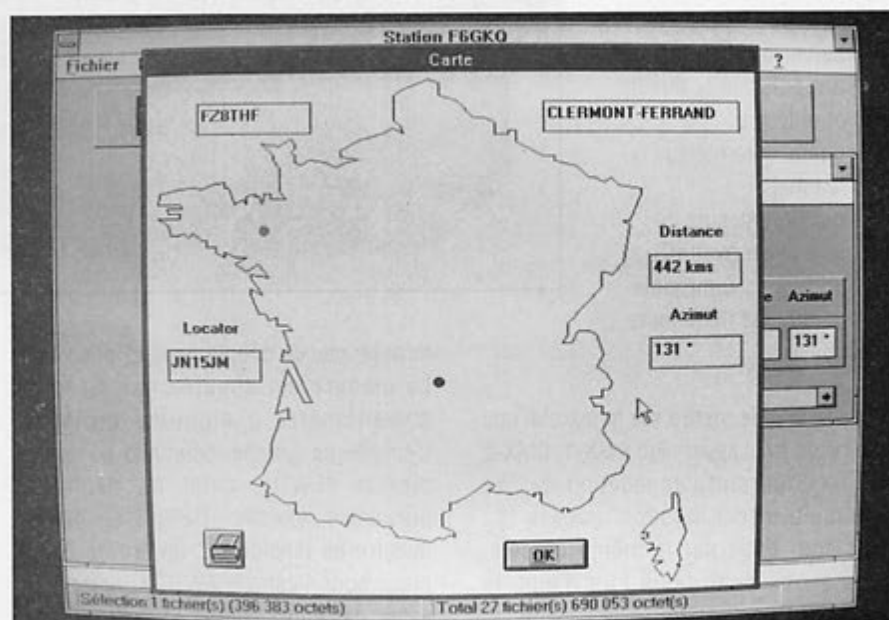 Station F6GKQ
Fichier
?
Carte
FZ8THF
CLERMONT-FERRAND
Distance
442 kms
Azimut
131 °
Locator
JN15JM
Azimut
131 °
OK
Sélection 1 fichier(s) (396 383 octets)
Total 27 fichier(s) 690 053 octet(s)